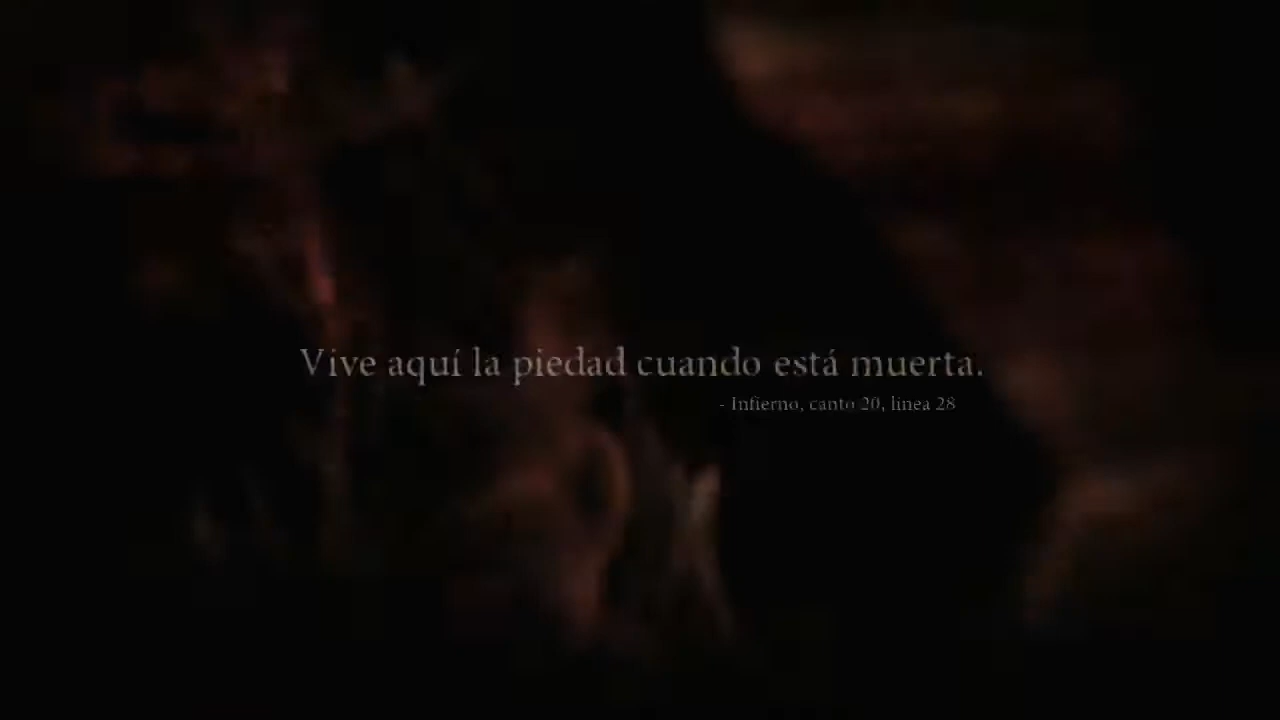 Vive aquí la piedad cuando está muerta.
- Infierno, canto 20, linea 28